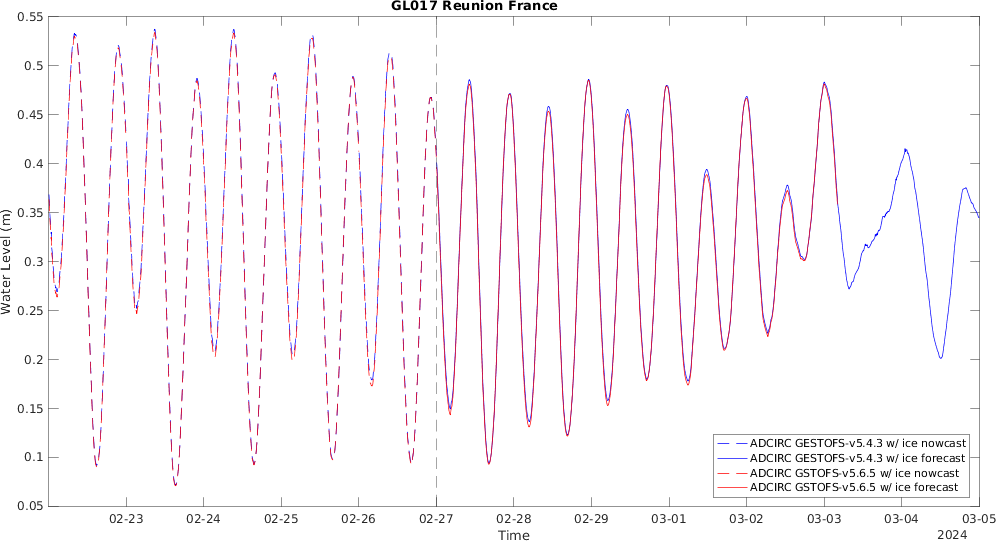 GL017 Reunion France
0.55
0.5
0.45
0.4
0.35
0.3
0.25
0.2
0.15
0.1
0.05
Water Level (m)
ADCIRC GESTOFS-v5.4.3 w/ ice nowcast
ADCIRC GESTOFS-v5.4.3 w/ ice forecast
ADCIRC GSTOFS-v5.6.5 w/ ice nowcast
ADCIRC GSTOFS-v5.6.5 w/ ice forecast
02-23 02-24 02-25 02-26 02-27 02-28 02-29 03-01 03-02 03-03 03-04 03-05
Time
2024